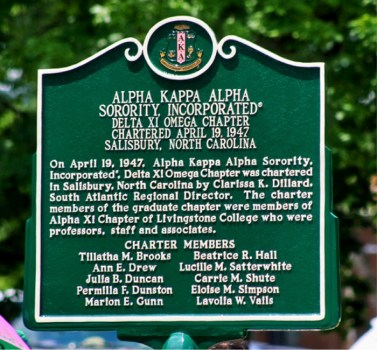 AKA
ALPHA KAPPA ALPHA
SORORITY, INCORPORATED®
DELTA XI OMEGA CHAPTER
CHARTERED APRIL 19, 1947
SALISBURY, NORTH CAROLINA
On April 19, 1947, Alpha Kappa Alpha Sorority,
Incorporated®, Delta Xi Omega Chapter was chartered
in Salisbury, North Carolina by Clarissa K. Dillard,
South Atlantic Regional Director. The charter
members of the graduate chapter were members of
Alpha Xi Chapter of Livingstone College who were
professors, staff and associates.
CHARTER MEMBERS
Tillatha M. Brooks Beatrice R. Hall
Ann E. Drew Lucille M. Satterwhite
Julia B. Duncan Carrie M. Shute
Permilla F. Dunston Eloise M. Simpson
Marion E. Gunn Lavolia W. Vails